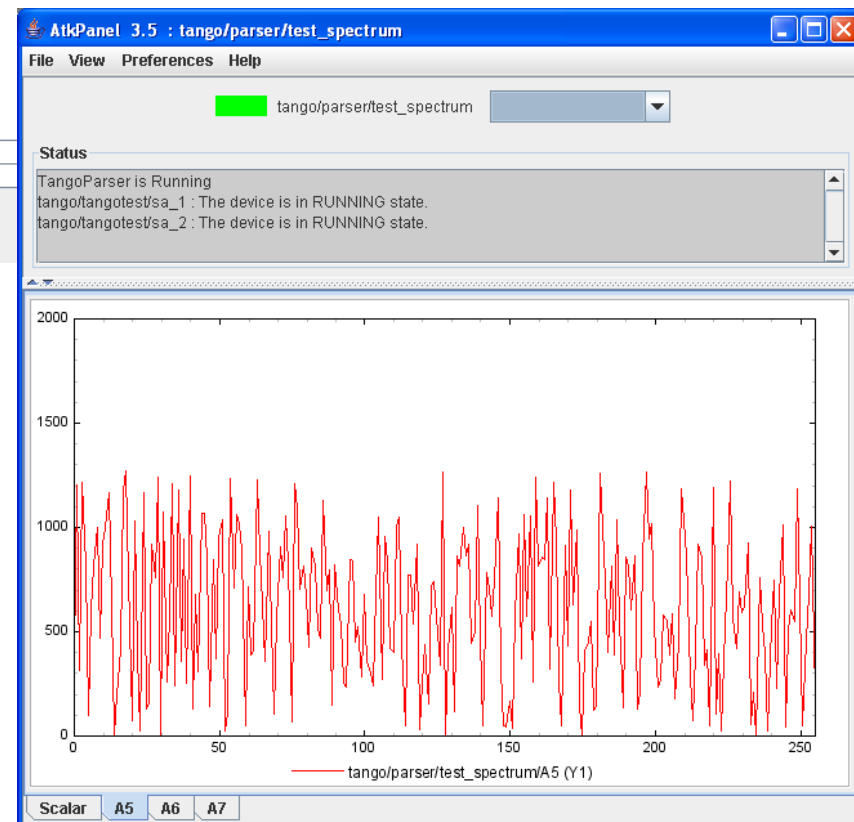 AtkPanel 3.5 : tango/parser/test_spectrum
File View Preferences Help
tango/parser/test_spectrum
Status
TangoParser is Running
tango/tangotest/sa_1 : The device is in RUNNING state.
tango/tangotest/sa_2 : The device is in RUNNING state.
2000
1500
1000
500
0
0 50 100 150 200 250
tango/parser/test_spectrum/A5 (Y1)
Scalar A5 A6 A7